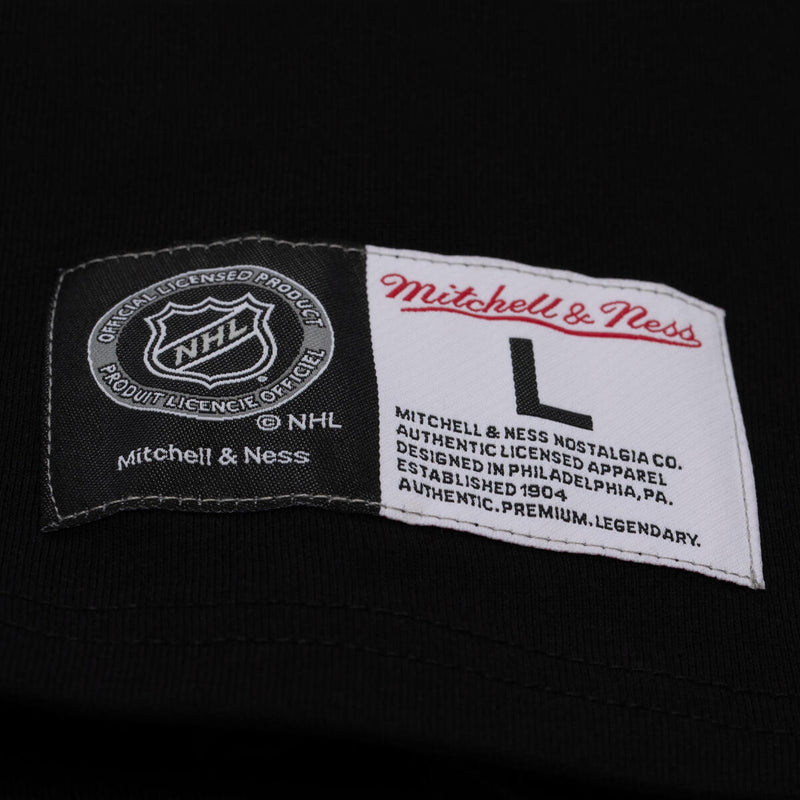 OFFICIAL LICENSED PRODUCT
NHL
®
PRODUIT LICENCIE OFFICIEL
© NHL
Mitchell & Ness
Mitchell & Ness
L
MITCHELL & NESS NOSTALGIA CO.
AUTHENTIC LICENSED APPAREL
DESIGNED IN PHILADELPHIA, PA.
ESTABLISHED 1904
AUTHENTIC. PREMIUM. LEGENDARY.